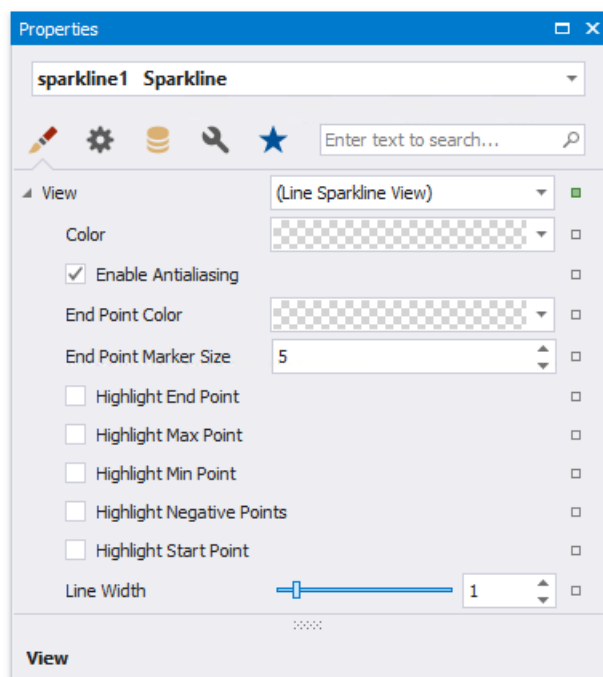 Properties
sparkline1 Sparkline
Enter text to search...
View (Line Sparkline View)
Color
Enable Antialiasing
End Point Color
End Point Marker Size 5
Highlight End Point
Highlight Max Point
Highlight Min Point
Highlight Negative Points
Highlight Start Point
Line Width 1
View